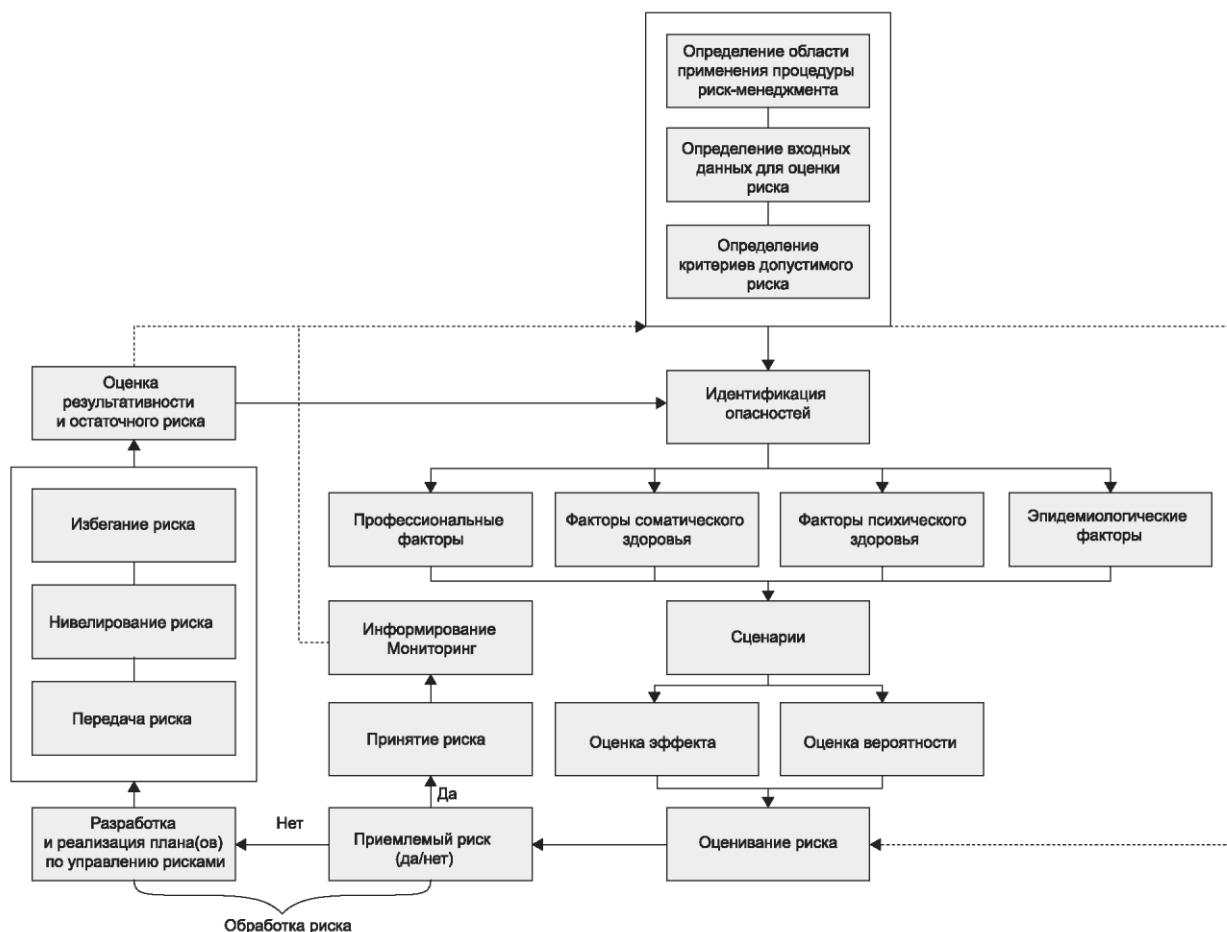 Определение области
применения процедуры
риск-менеджмента
Определение входных
данных для оценки
риска
Определение
критериев допустимого
риска
Оценка
результативности
и остаточного риска
Идентификация
опасностей
Избегание риска
Нивелирование риска
Передача риска
Профессиональные
факторы
Факторы соматического
здоровья
Факторы психического
здоровья
Эпидемиологические
факторы
Информирование
Мониторинг
Сценарии
Принятие риска
Оценка эффекта
Оценка вероятности
Да
Разработка
и реализация плана(ов)
по управлению рисками
Нет
Приемлемый риск
(да/нет)
Оценивание риска
Обработка риска